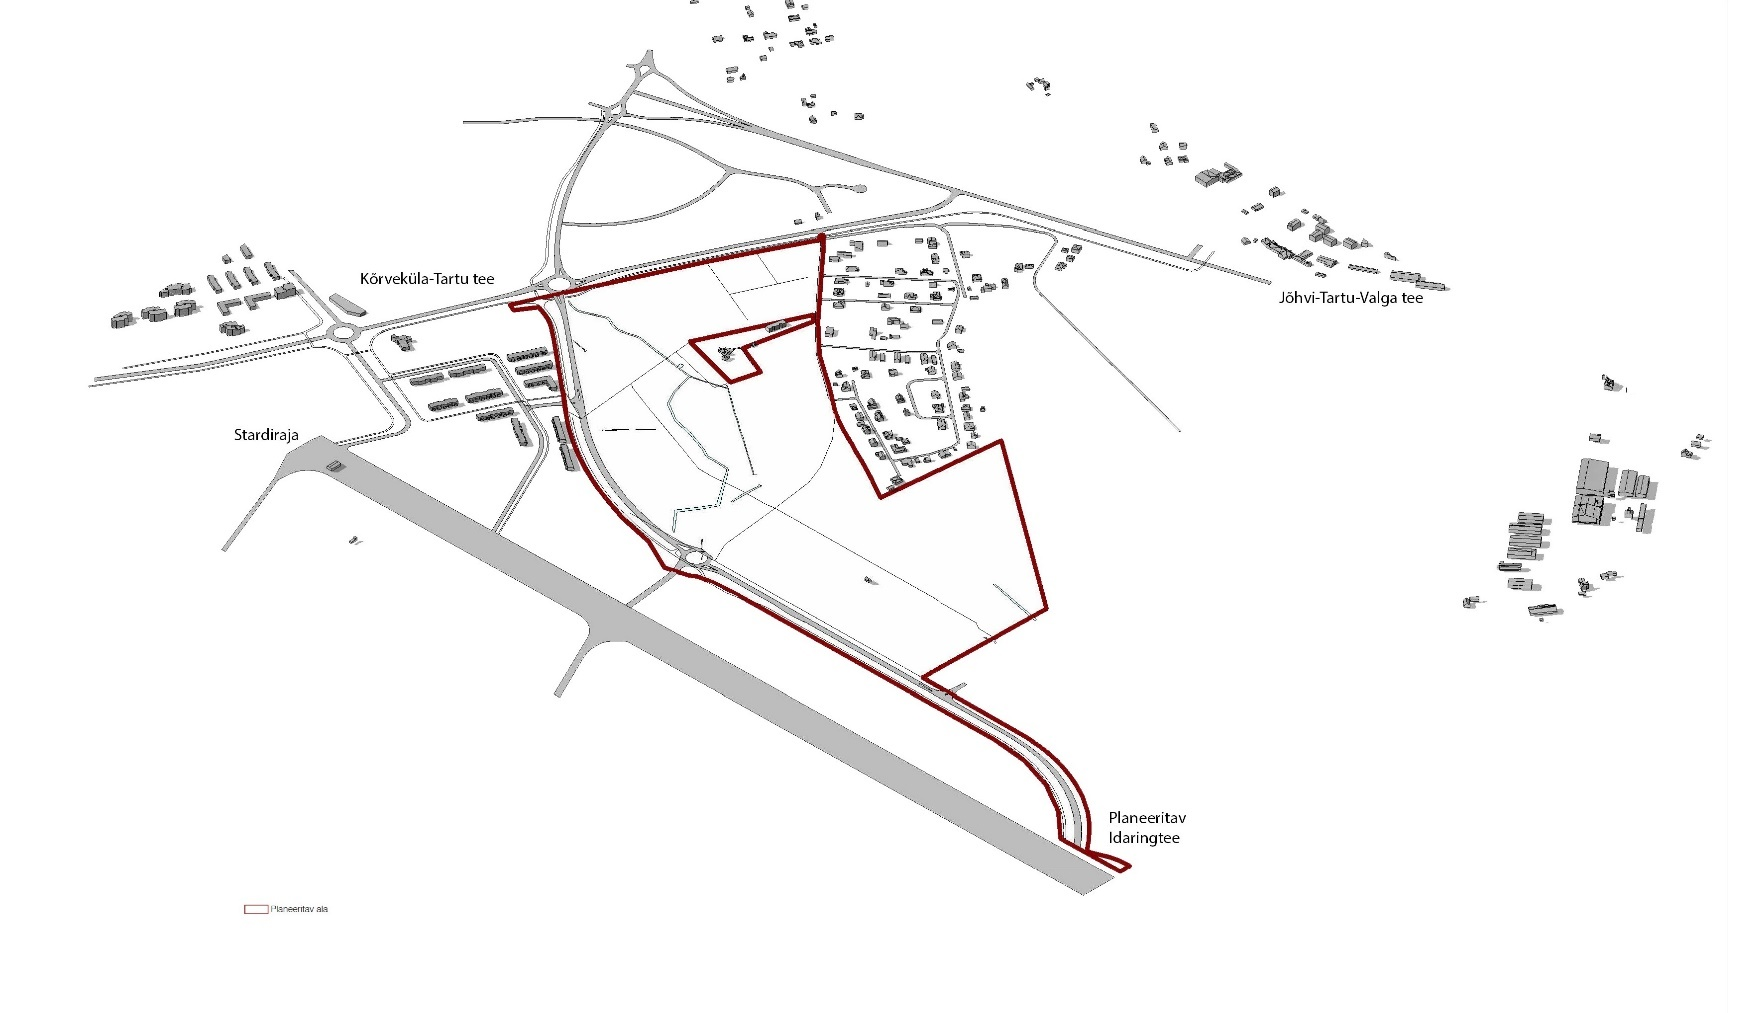 Kõrveküla-Tartu tee
Jõhvi-Tartu-Valga tee
Stardiraja
Planeeritav
Idaringtee
Planeeritav ala